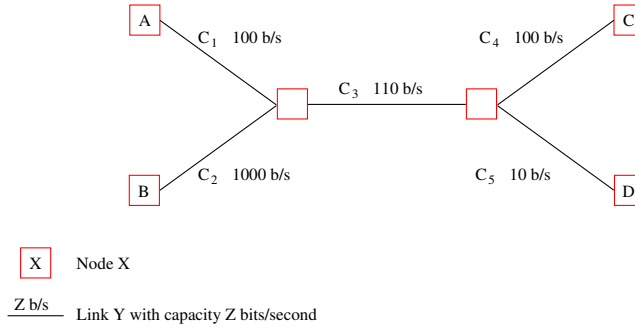 A
C1 100 b/s
C4 100 b/s
C
C3 110 b/s
B
C2 1000 b/s
C5 10 b/s
D
X Node X
Z b/s
Link Y with capacity Z bits/second